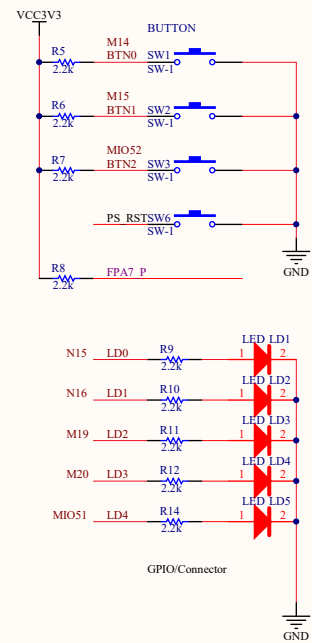 VCC3V3
BUTTON
M14
R5 BTN0 SW1
2.2k SW-1
M15
R6 BTN1 SW2
2.2k SW-1
MIO52
R7 BTN2 SW3
2.2k SW-1
PS_RST SW6
SW-1
R8 FPA7_P
2.2k
GND
LED LD1
N15 LD0 R9 1 2
2.2k
LED LD2
N16 LD1 R10 1 2
2.2k
LED LD3
M19 LD2 R11 1 2
2.2k
LED LD4
M20 LD3 R12 1 2
2.2k
LED LD5
MIO51 LD4 R14 1 2
2.2k
GPIO/Connector
GND